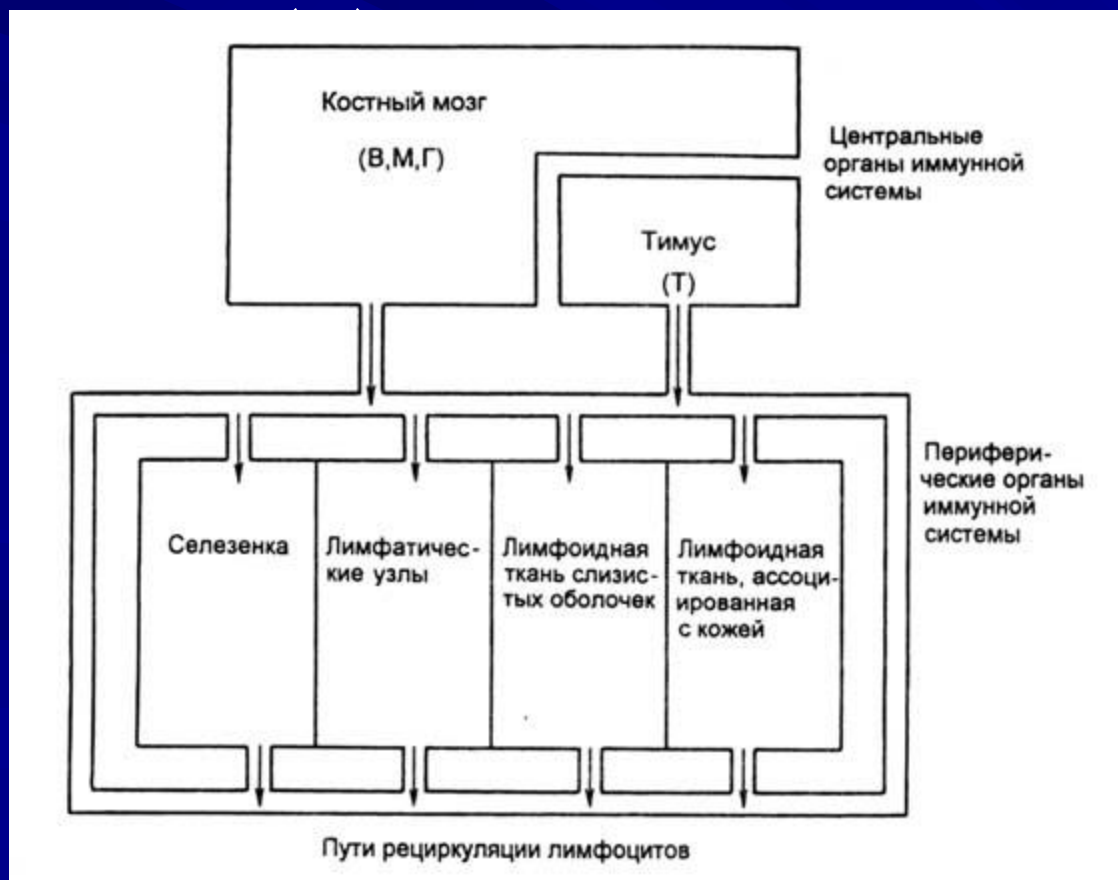 Костный мозг
(В,М,Г)
Центральные
органы иммунной
системы
Тимус
(Т)
Перифери-
ческие органы
иммунной
системы
Селезенка
Лимфатичес-
кие узлы
Лимфоидная
ткань слизис-
тых оболочек
Лимфоидная
ткань, ассоци-
ированная
с кожей
Пути рециркуляции лимфоцитов